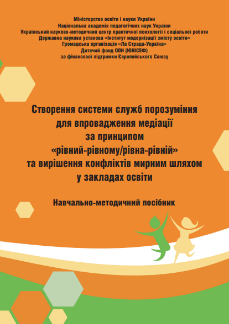 Міністерство освіти і науки України
Національна академія педагогічних наук України
Український науково-методичний центр практичної психології і соціальної роботи
Державна наукова установа «Інститут модернізації змісту освіти»
Громадська організація «Ла Страда-Україна»
Дитячий фонд ООН (ЮНІСЕФ)
за фінансової підтримки Європейського Союзу
Створення системи служб порозуміння
для впровадження медіації
за принципом
«рівний-рівному/рівна-рівній»
та вирішення конфліктів мирним шляхом
у закладах освіти
Навчально-методичний посібник